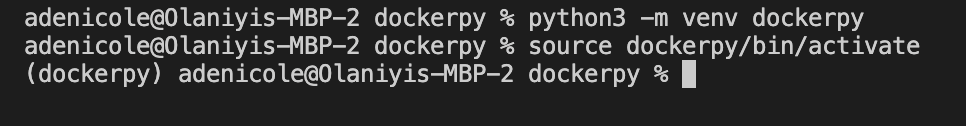 adenicole@Olaniyis-MBP-2 dockerpy % python3 -m venv dockerpy
adenicole@Olaniyis-MBP-2 dockerpy % source dockerpy/bin/activate
(dockerpy) adenicole@Olaniyis-MBP-2 dockerpy %